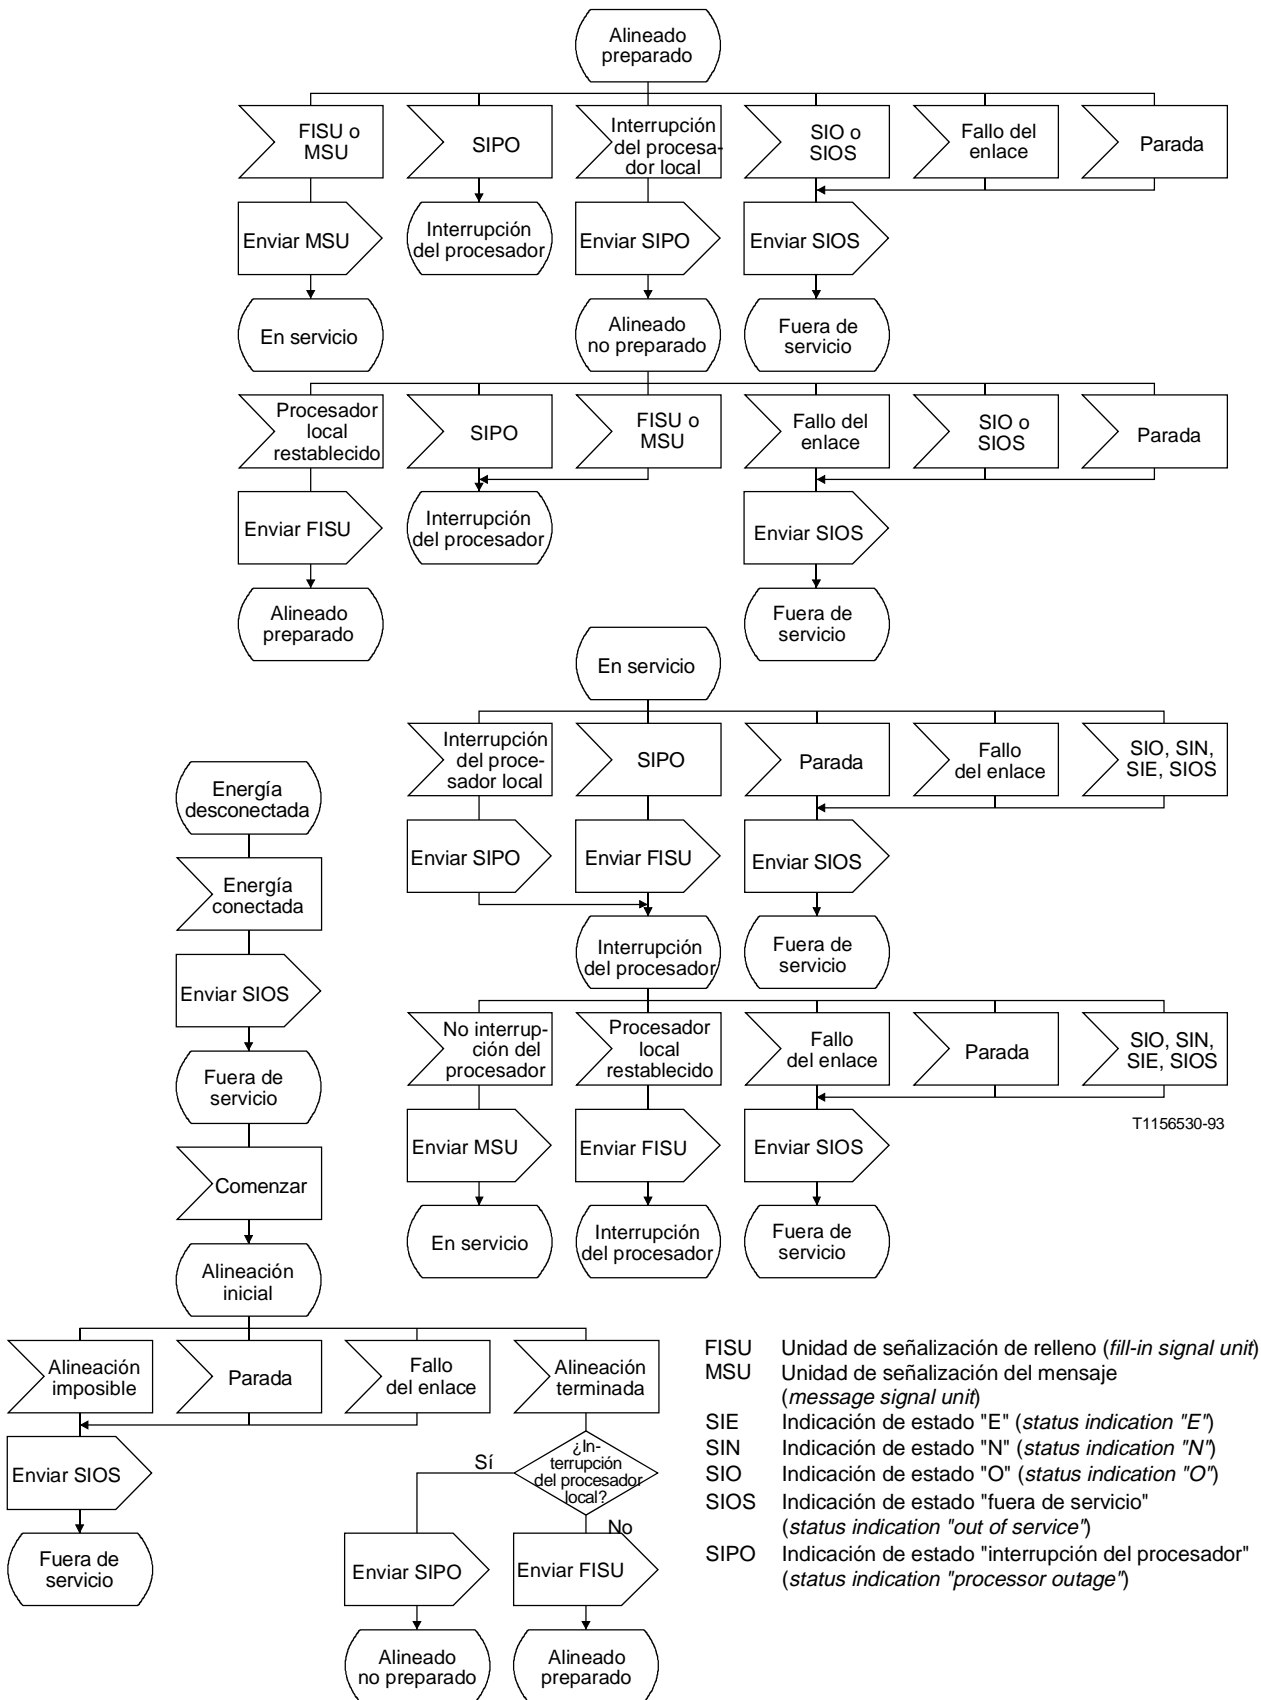 Alineado
preparado
FISU o
MSU
SIPO
Interrupción
del procesa-
dor local
SIO o
SIOS
Fallo del
enlace
Parada
Enviar MSU
Interrupción
del procesador
Enviar SIPO
Enviar SIOS
En servicio
Alineado
no preparado
Fuera de
servicio
Procesador
local
restablecido
SIPO
FISU o
MSU
Fallo del
enlace
SIO o
SIOS
Parada
Enviar FISU
Interrupción
del procesador
Enviar SIOS
Alineado
preparado
Fuera de
servicio
En servicio
Interrupción
del proce-
sador local
SIPO
Parada
Fallo
del enlace
SIO, SIN,
SIE, SIOS
Enviar SIPO
Enviar FISU
Enviar SIOS
Interrupción
del procesador
Fuera de
servicio
No interrup-
ción del
procesador
Procesador
local
restablecido
Fallo
del enlace
Parada
SIO, SIN,
SIE, SIOS
Enviar MSU
Enviar FISU
Enviar SIOS
T1156530-93
En servicio
Interrupción
del procesador
Fuera de
servicio
Energía
desconectada
Energía
conectada
Enviar SIOS
Fuera de
servicio
Comenzar
Alineación
inicial
Alineación
imposible
Parada
Fallo
del enlace
Alineación
terminada
Enviar SIOS
Sí
¿In-
terrupción
del procesador
local?
No
Fuera de
servicio
Enviar SIPO
Enviar FISU
Alineado
no preparado
Alineado
preparado
FISU Unidad de señalización de relleno (fill-in signal unit)
MSU Unidad de señalización del mensaje
(message signal unit)
SIE Indicación de estado "E" (status indication "E")
SIN Indicación de estado "N" (status indication "N")
SIO Indicación de estado "O" (status indication "O")
SIOS Indicación de estado "fuera de servicio"
(status indication "out of service")
SIPO Indicación de estado "interrupción del procesador"
(status indication "processor outage")